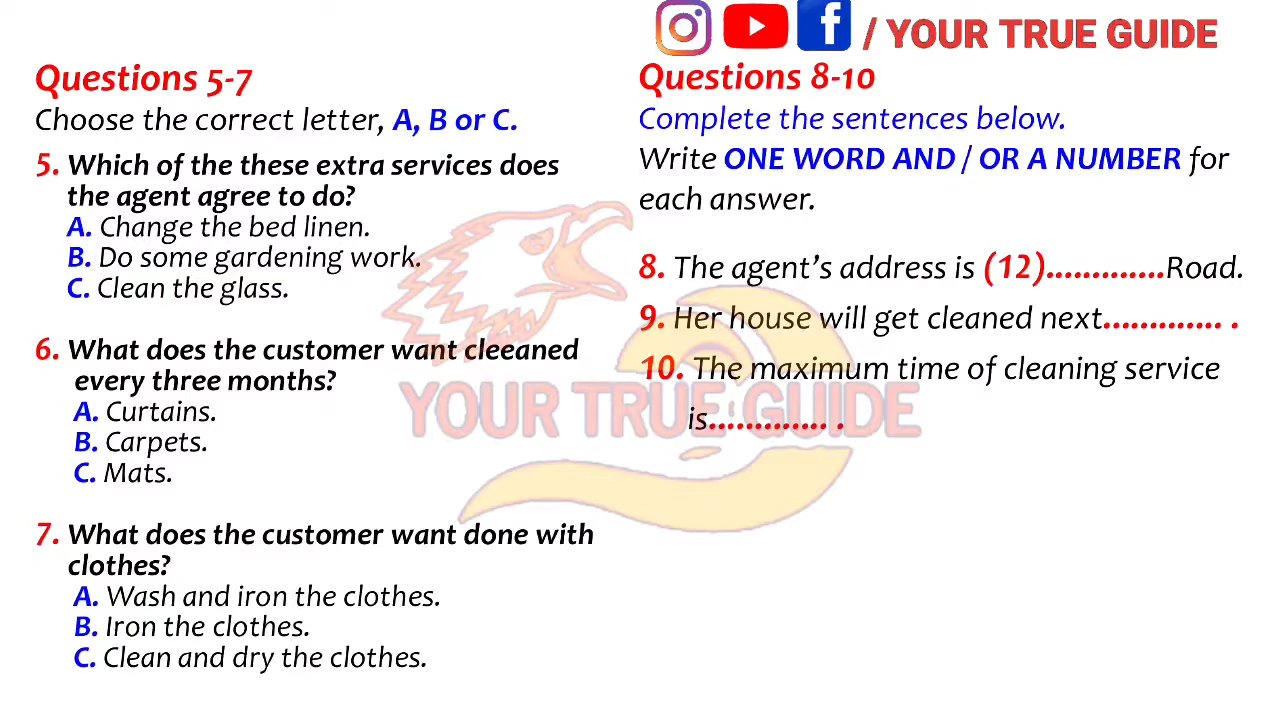 / YOUR TRUE GUIDE
Questions 5-7
Choose the correct letter, A, B or C.
5. Which of the these extra services does
the agent agree to do?
A. Change the bed linen.
B. Do some gardening work.
C. Clean the glass.
6. What does the customer want cleeaned
every three months?
A. Curtains.
B. Carpets.
C. Mats.
7. What does the customer want done with
clothes?
A. Wash and iron the clothes.
B. Iron the clothes.
C. Clean and dry the clothes.
Questions 8-10
Complete the sentences below.
Write ONE WORD AND / OR A NUMBER for
each answer.
8. The agent's address is (12).............Road.
9. Her house will get cleaned next............. .
10. The maximum time of cleaning service
is............. .
YOUR TRUE GUIDE